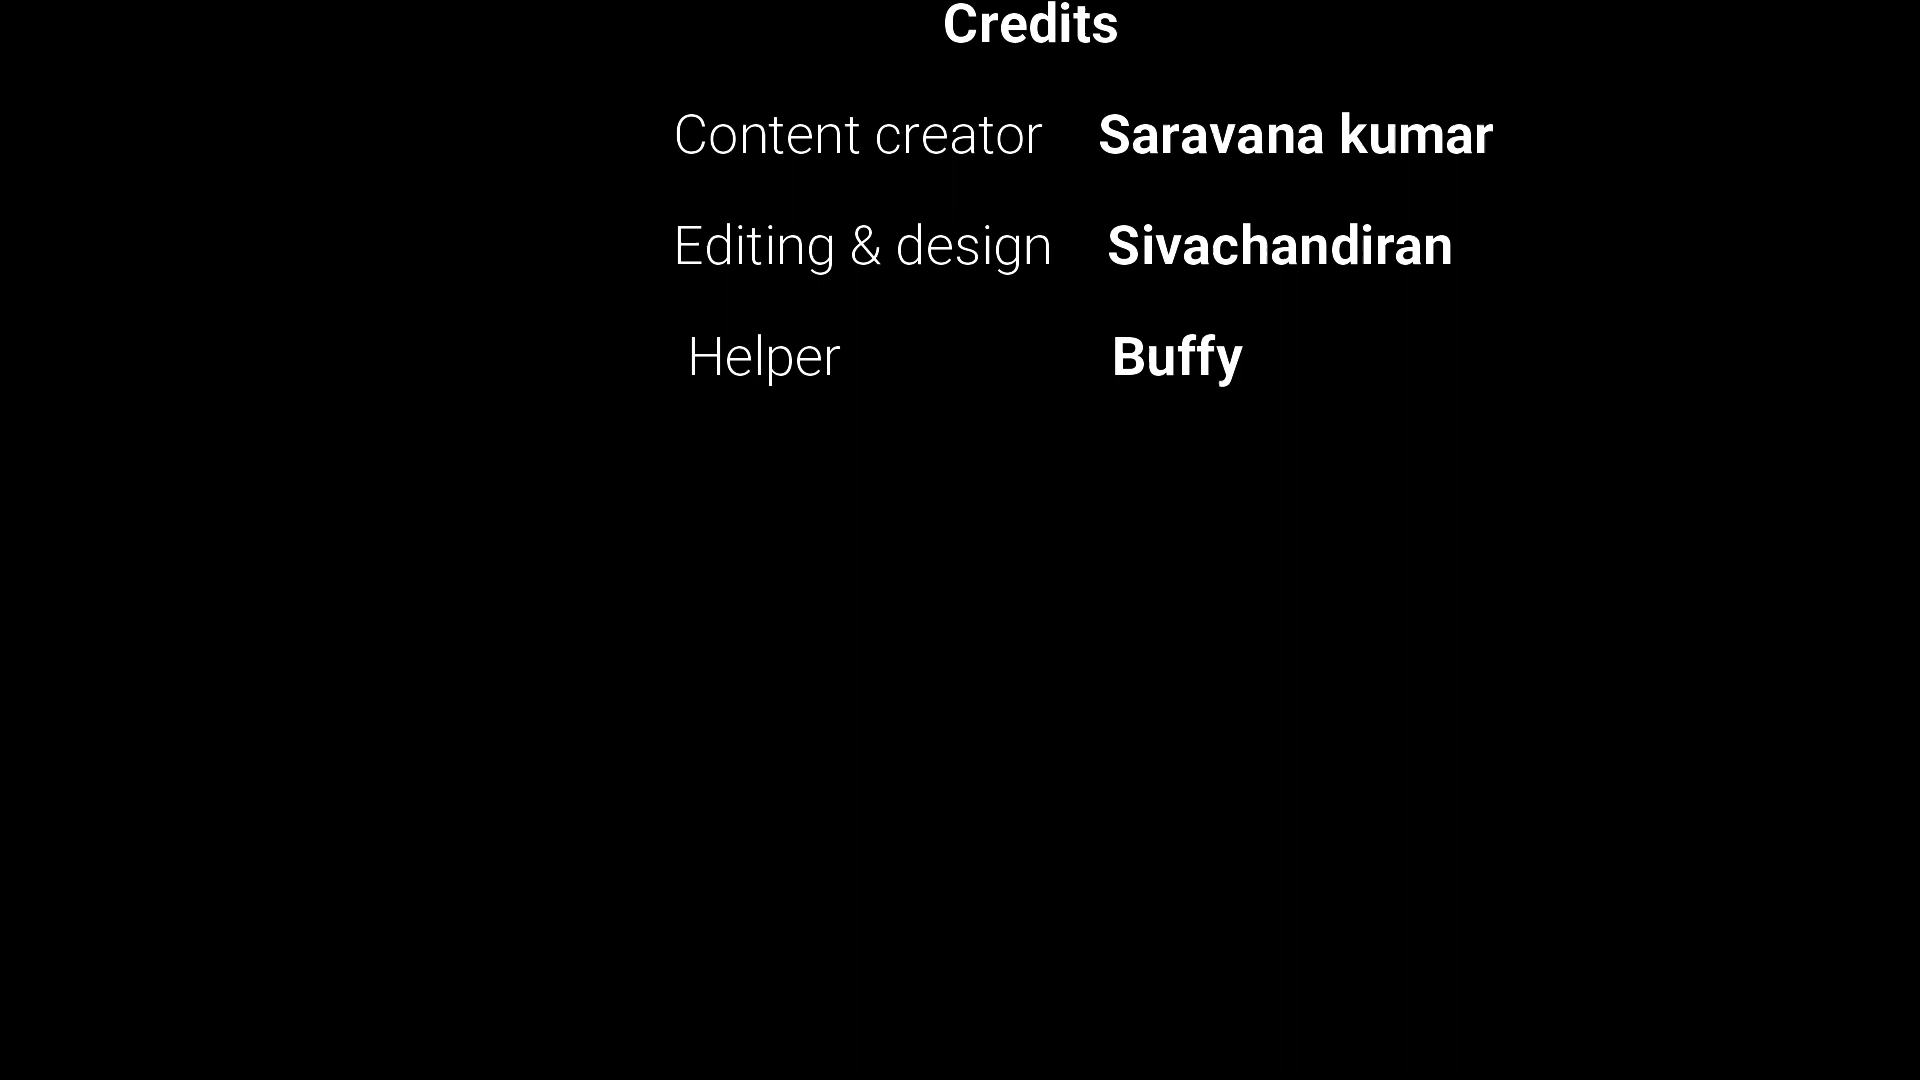 Credits
Content creator Saravana kumar
Editing & design Sivachandiran
Helper Buffy